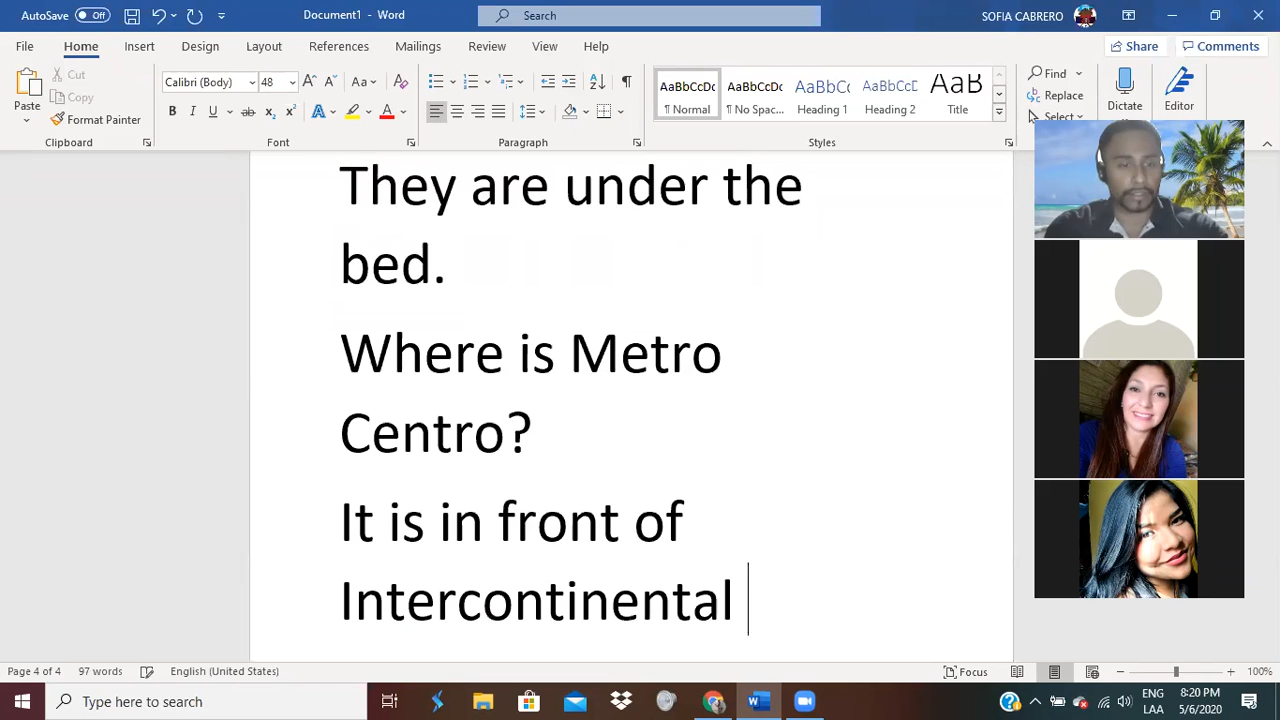 AutoSave Off Document1 - Word Search SOFIA CABRERO
File Home Insert Design Layout References Mailings Review View Help Share Comments
Paste Cut Copy Format Painter Clipboard
Calibri (Body) 48 Font
Paragraph
AaBbCcDc ¶ Normal AaBbCcDc ¶ No Spac... AaBbCc Heading 1 AaBbCcE Heading 2 AaB Title Styles
Find Replace Select Dictate Editor
They are under the
bed.
Where is Metro
Centro?
It is in front of
Intercontinental
Page 4 of 4 97 words English (United States) Focus 100%
Type here to search ENG LAA 8:20 PM 5/6/2020